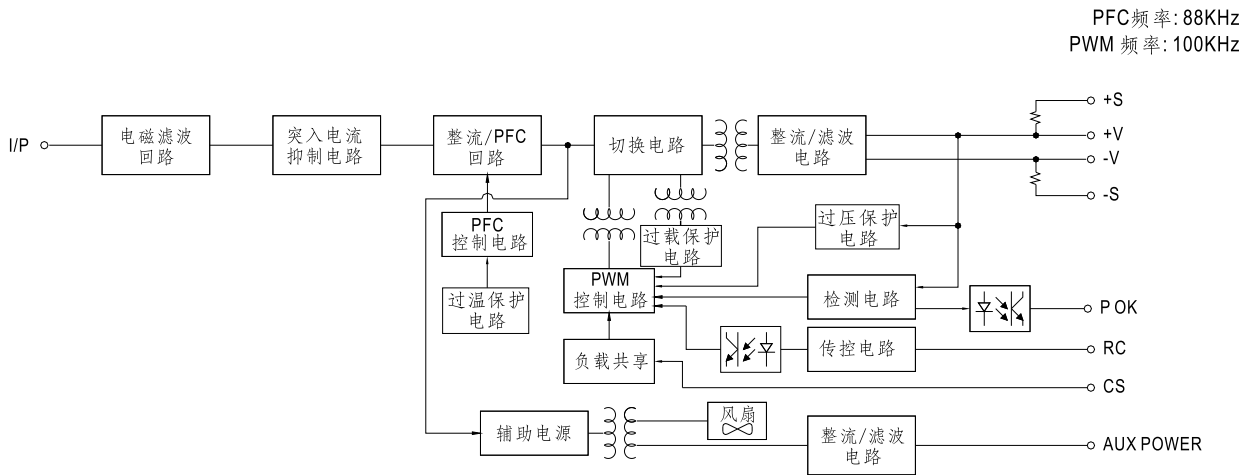 PFC频率: 88KHz
PWM 频率: 100KHz
I/P
电磁滤波
回路
突入电流
抑制电路
整流/PFC
回路
切换电路
整流/滤波
电路
+S
+V
-V
-S
PFC
控制电路
过载保护
电路
过压保护
电路
过温保护
电路
PWM
控制电路
检测电路
P OK
负载共享
传控电路
RC
CS
辅助电源
风扇
整流/滤波
电路
AUX POWER